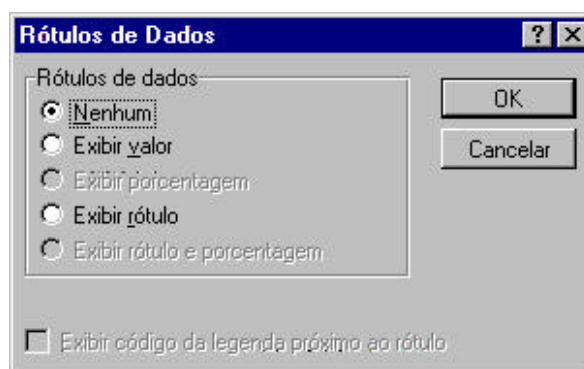 Rótulos de Dados
Rótulos de dados
Nenhum
Exibir valor
Exibir porcentagem
Exibir rótulo
Exibir rótulo e porcentagem
OK
Cancelar
Exibir código da legenda próximo ao rótulo